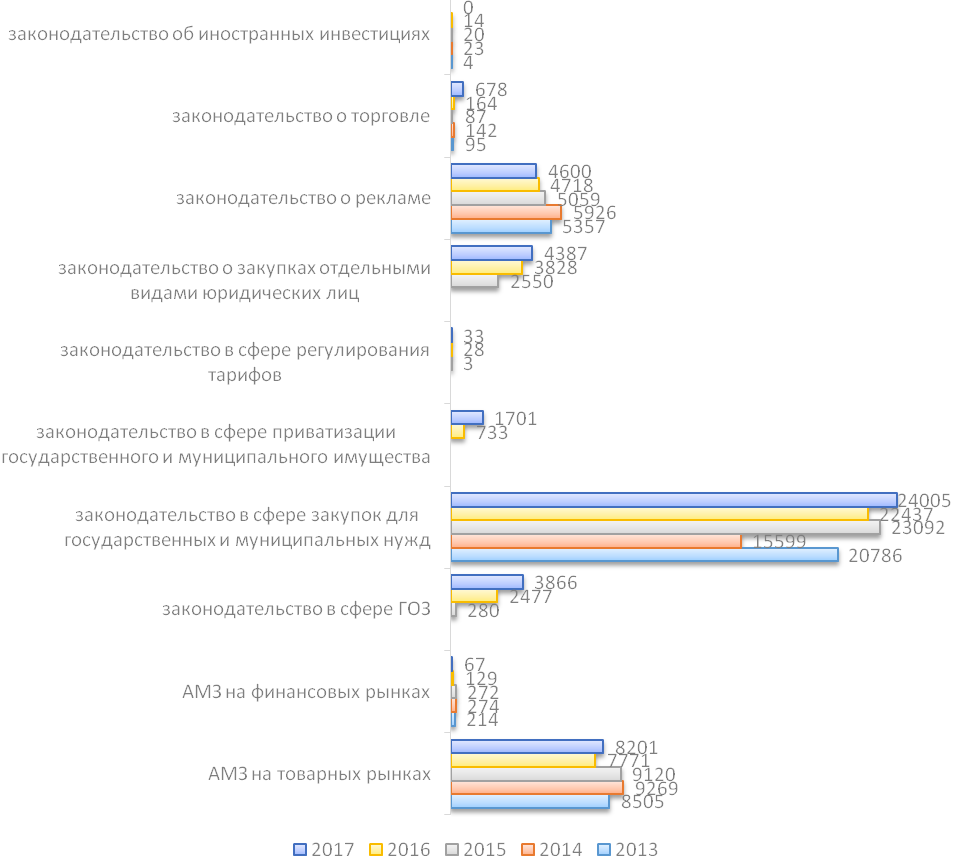 законодательство об иностранных инвестициях
0
14
20
23
4
законодательство о торговле
678
164
87
142
95
законодательство о рекламе
4600
4718
5059
5926
5357
законодательство о закупках отдельными
видами юридических лиц
4387
3828
2550
законодательство в сфере регулирования
тарифов
33
28
3
законодательство в сфере приватизации
государственного и муниципального имущества
1701
733
законодательство в сфере закупок для
государственных и муниципальных нужд
24005
22437
23092
15599
20786
законодательство в сфере ГОЗ
3866
2477
280
АМЗ на финансовых рынках
67
129
272
274
214
АМЗ на товарных рынках
8201
7771
9120
9269
8505
2017 2016 2015 2014 2013